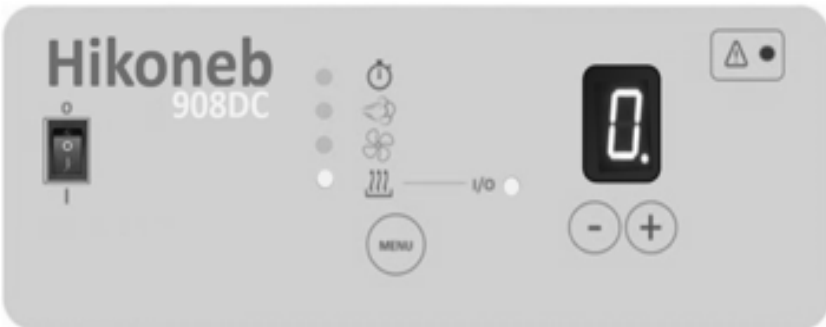 Hikoneb
908DC
O
I
I/O
MENU
0.
- +